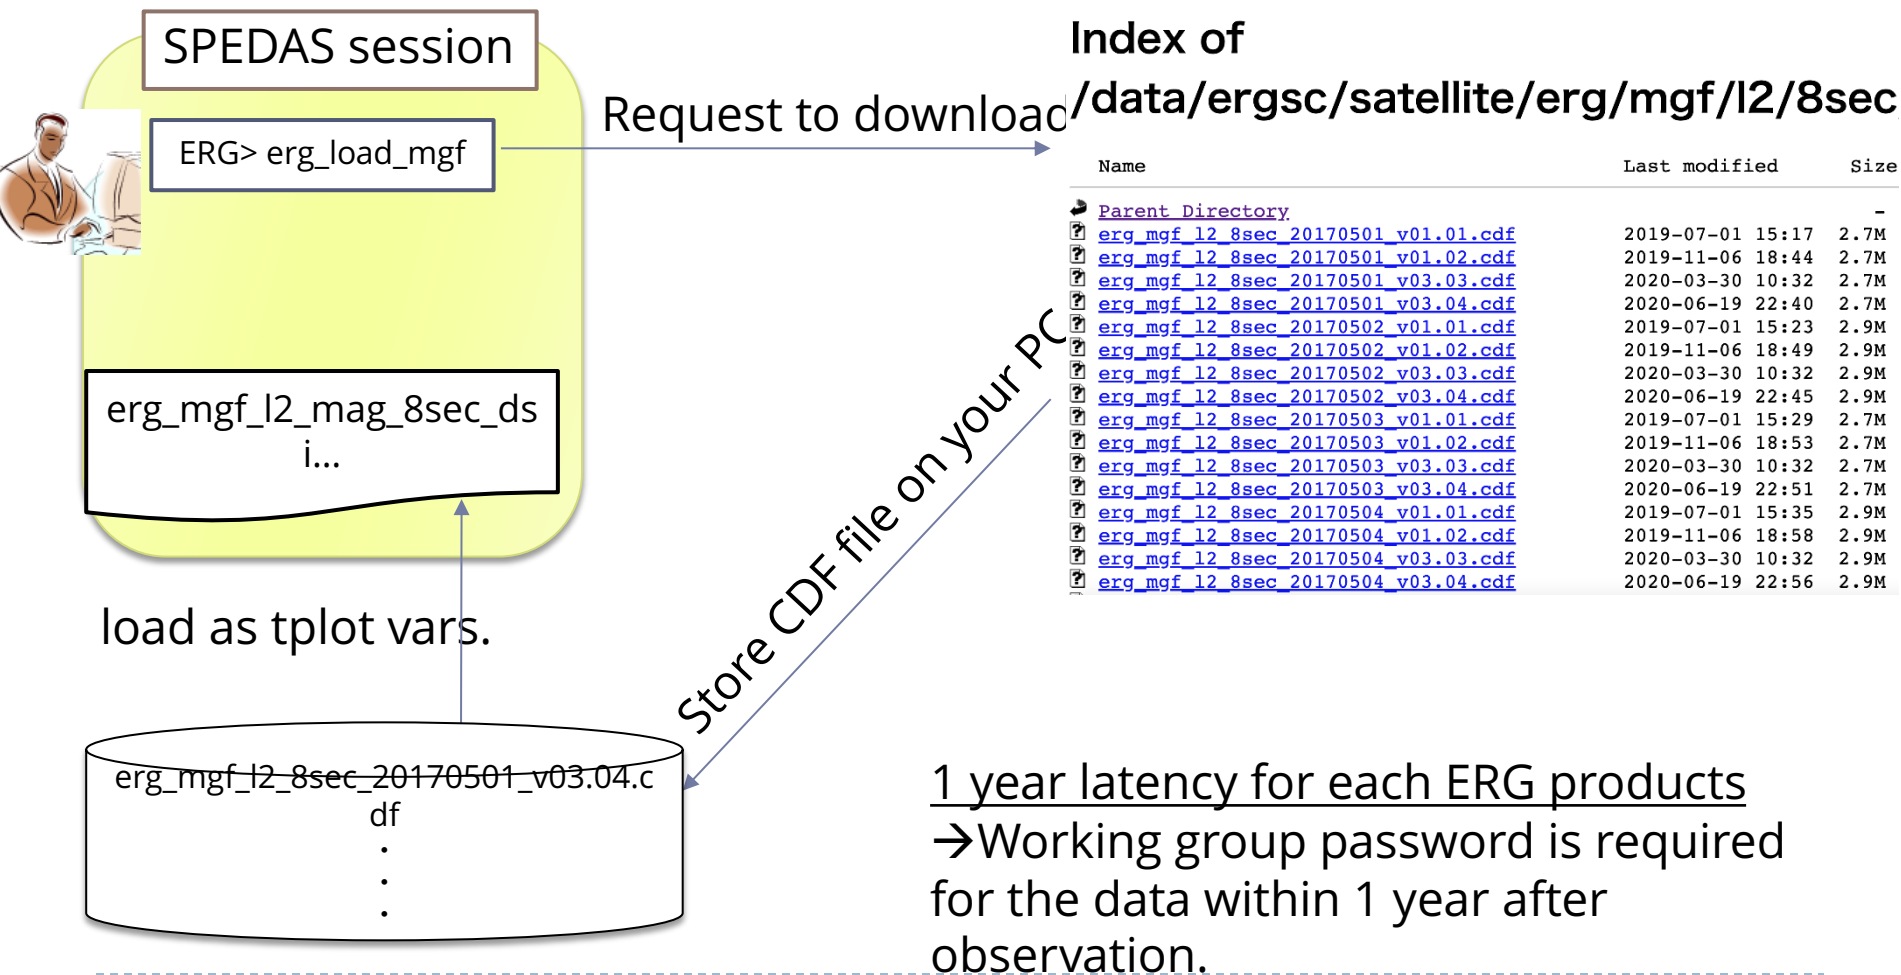 SPEDAS session
ERG> erg_load_mgf
Request to download
erg_mgf_l2_mag_8sec_ds
i...
load as tplot vars.
erg_mgf_l2_8sec_20170501_v03.04.c
df
.
.
.
Store CDF file on your PC
Index of
/data/ergsc/satellite/erg/mgf/l2/8sec
Name Last modified Size
Parent Directory -
erg_mgf_l2_8sec_20170501_v01.01.cdf 2019-07-01 15:17 2.7M
erg_mgf_l2_8sec_20170501_v01.02.cdf 2019-11-06 18:44 2.7M
erg_mgf_l2_8sec_20170501_v03.03.cdf 2020-03-30 10:32 2.7M
erg_mgf_l2_8sec_20170501_v03.04.cdf 2020-06-19 22:40 2.7M
erg_mgf_l2_8sec_20170502_v01.01.cdf 2019-07-01 15:23 2.9M
erg_mgf_l2_8sec_20170502_v01.02.cdf 2019-11-06 18:49 2.9M
erg_mgf_l2_8sec_20170502_v03.03.cdf 2020-03-30 10:32 2.9M
erg_mgf_l2_8sec_20170502_v03.04.cdf 2020-06-19 22:45 2.9M
erg_mgf_l2_8sec_20170503_v01.01.cdf 2019-07-01 15:29 2.7M
erg_mgf_l2_8sec_20170503_v01.02.cdf 2019-11-06 18:53 2.7M
erg_mgf_l2_8sec_20170503_v03.03.cdf 2020-03-30 10:32 2.7M
erg_mgf_l2_8sec_20170503_v03.04.cdf 2020-06-19 22:51 2.7M
erg_mgf_l2_8sec_20170504_v01.01.cdf 2019-07-01 15:35 2.9M
erg_mgf_l2_8sec_20170504_v01.02.cdf 2019-11-06 18:58 2.9M
erg_mgf_l2_8sec_20170504_v03.03.cdf 2020-03-30 10:32 2.9M
erg_mgf_l2_8sec_20170504_v03.04.cdf 2020-06-19 22:56 2.9M
1 year latency for each ERG products
→Working group password is required
for the data within 1 year after
observation.